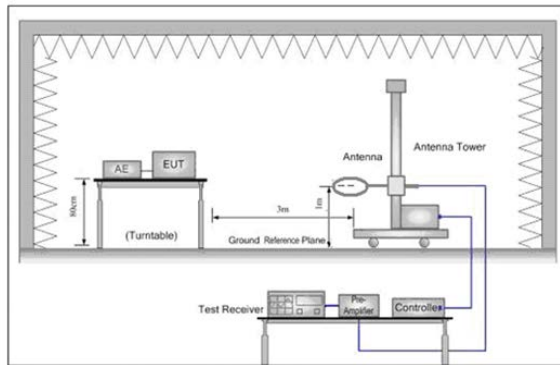 Antenna Tower
Antenna
EUT
AE
80cm
1m
3m
(Turntable)
Ground Reference Plane
Test Receiver
Pre-
Amplifier
Controller